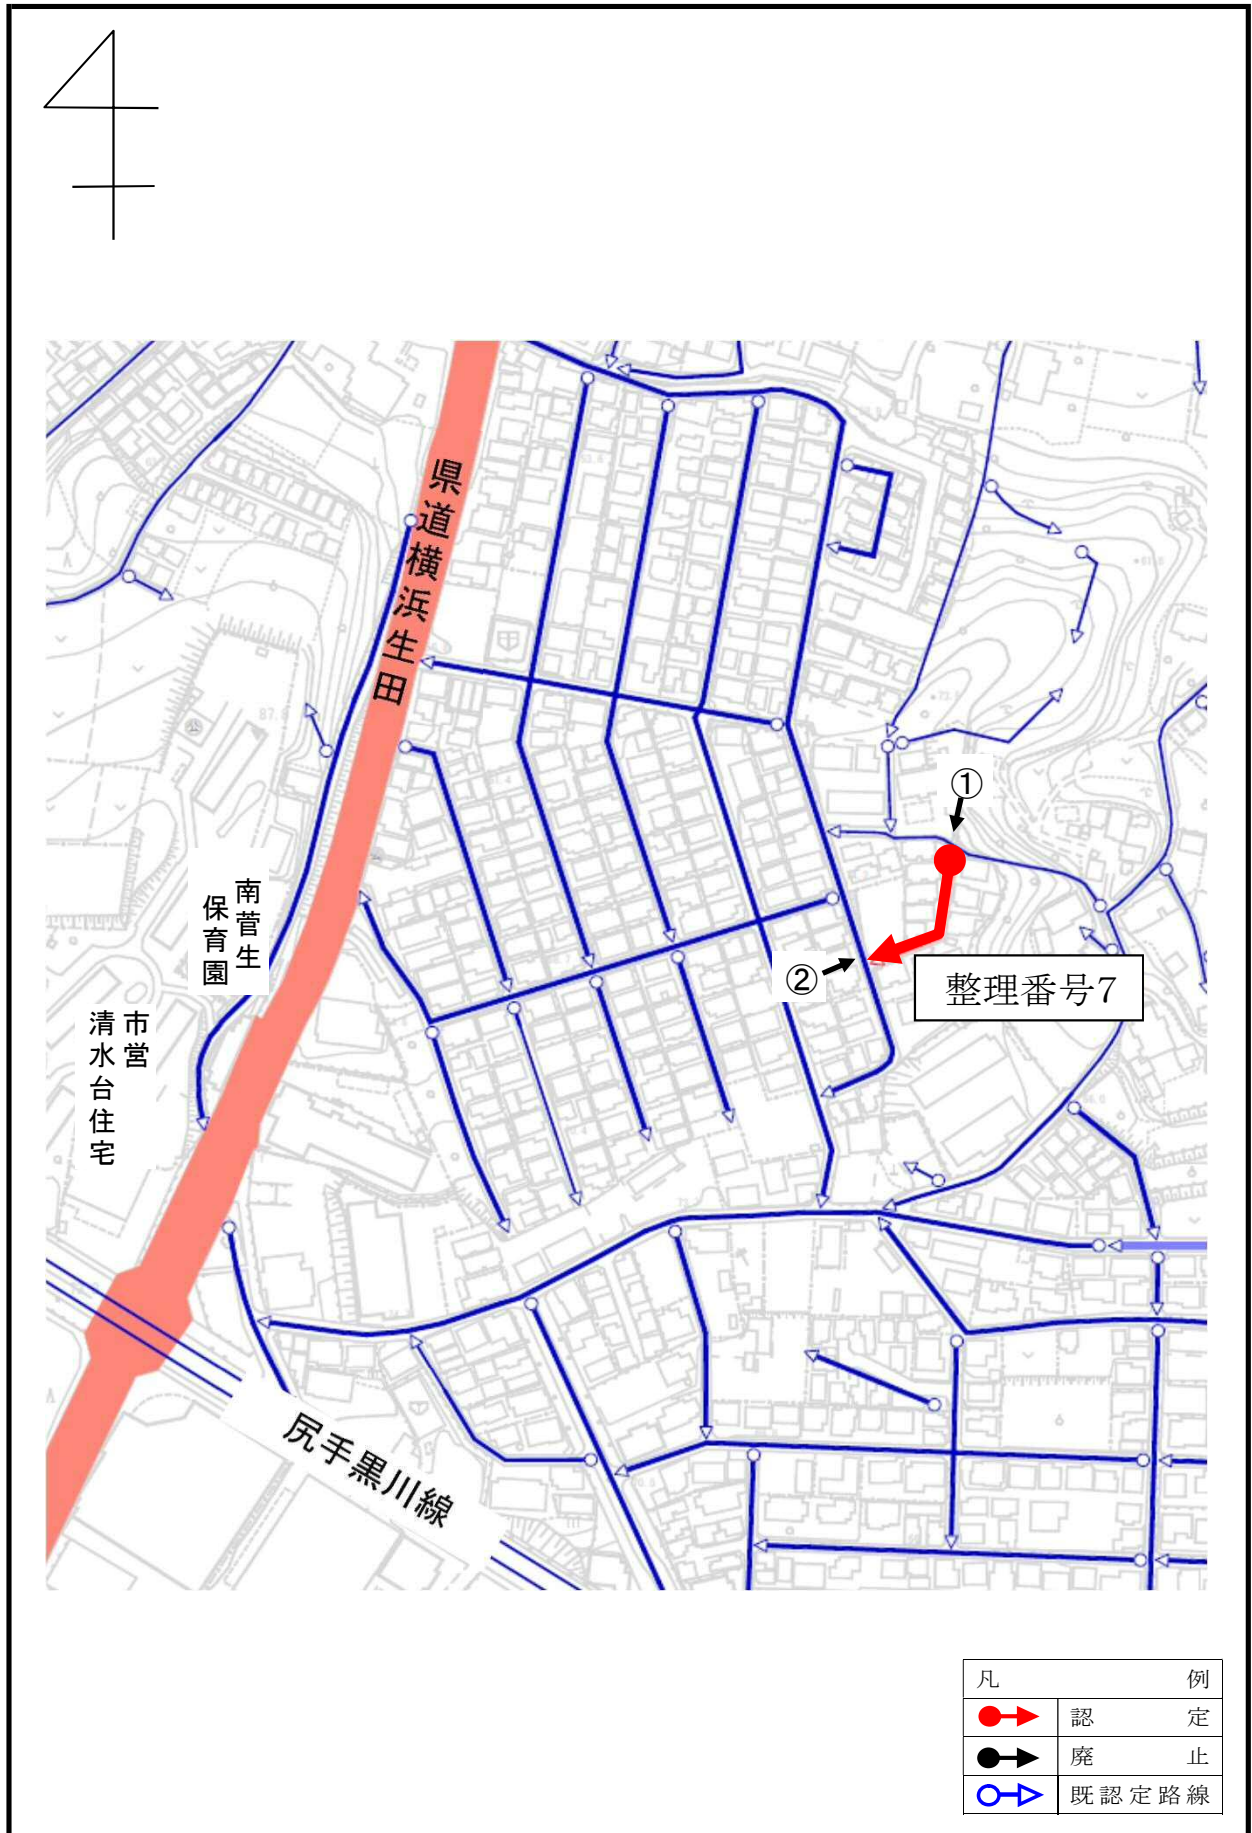 県道横浜生田
①
②
整理番号7
南菅生
保育園
市営
清水台住宅
尻手黒川線
凡例
認定
廃止
既認定路線